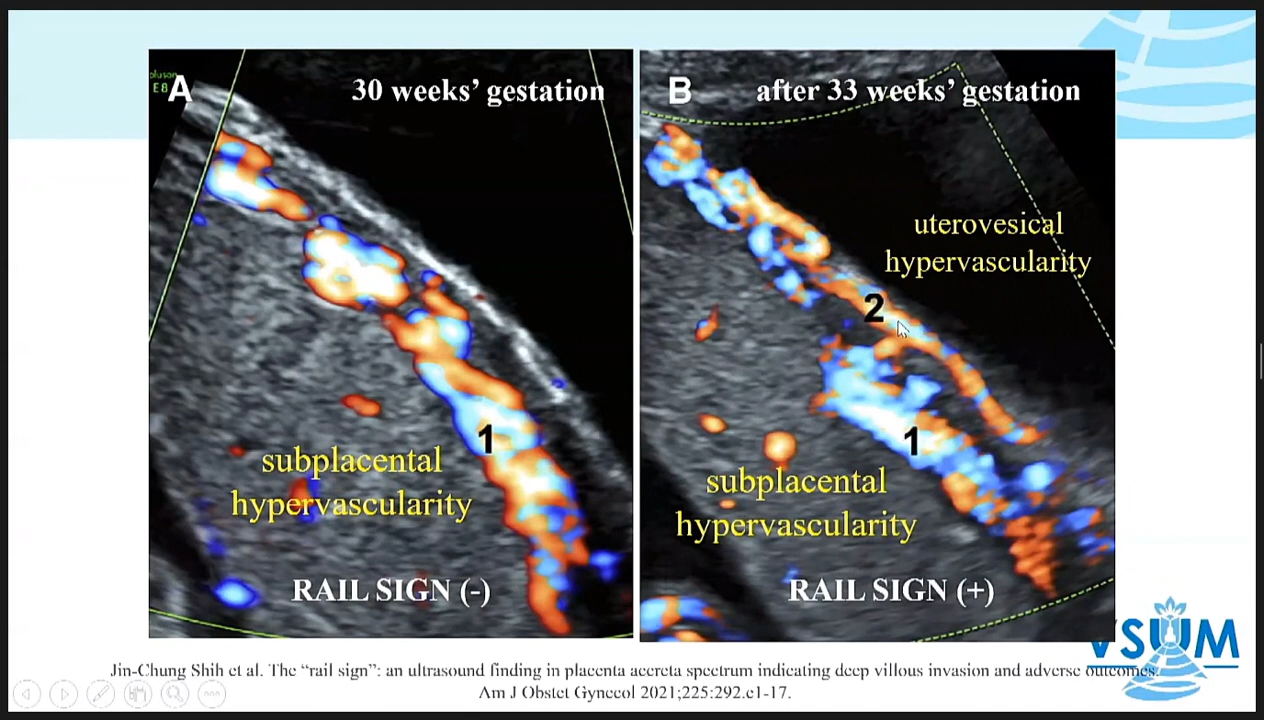 A
30 weeks’ gestation
E8
1
subplacental
hypervascularity
RAIL SIGN (-)
B
after 33 weeks’ gestation
uterovesical
hypervascularity
2
1
subplacental
hypervascularity
RAIL SIGN (+)
VSUM
Jin-Chung Shih et al. The “rail sign”: an ultrasound finding in placenta accreta spectrum indicating deep villous invasion and adverse outcomes.
Am J Obstet Gynecol 2021;225:292.e1-17.